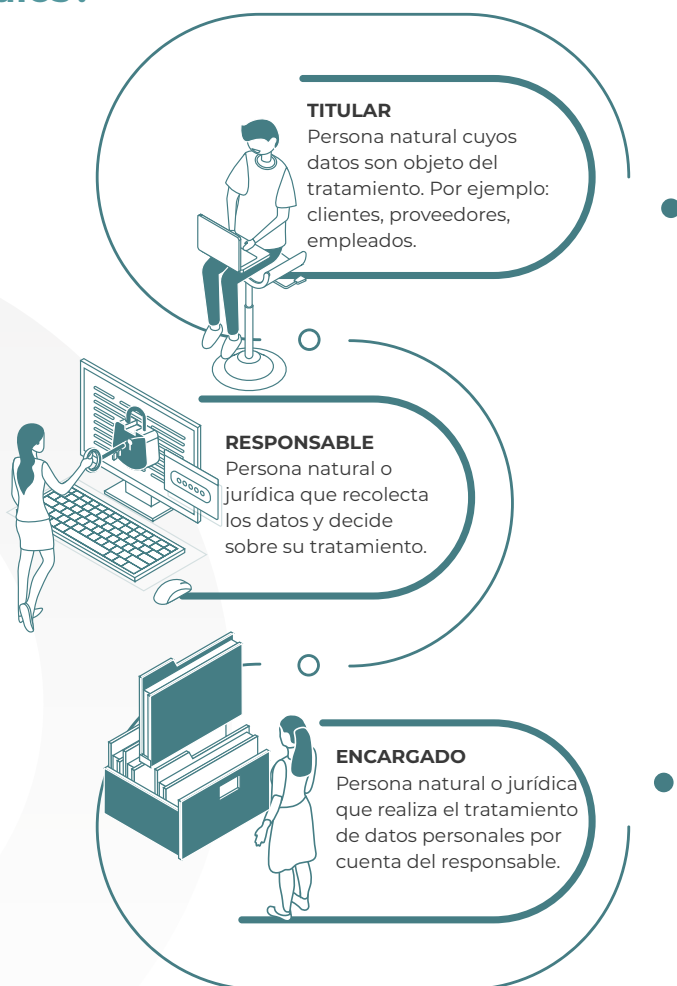 TITULAR
Persona natural cuyos
datos son objeto del
tratamiento. Por ejemplo:
clientes, proveedores,
empleados.
RESPONSABLE
Persona natural o
jurídica que recolecta
los datos y decide
sobre su tratamiento.
ENCARGADO
Persona natural o jurídica
que realiza el tratamiento
de datos personales por
cuenta del responsable.